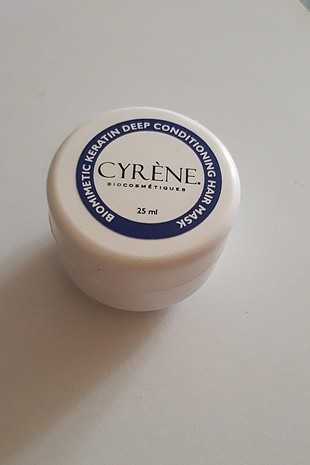 BIOMIMETIC KERATIN DEEP CONDITIONING HAIR MASK
CYRÈNE®
BIOCOSMÉTIQUES
25 ml